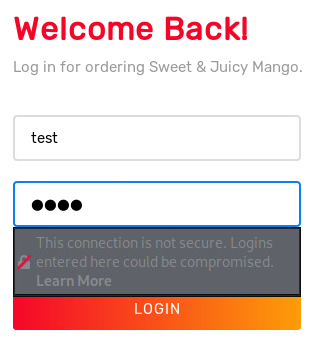 Welcome Back!
Log in for ordering Sweet & Juicy Mango.
test
This connection is not secure. Logins
entered here could be compromised.
Learn More
LOGIN